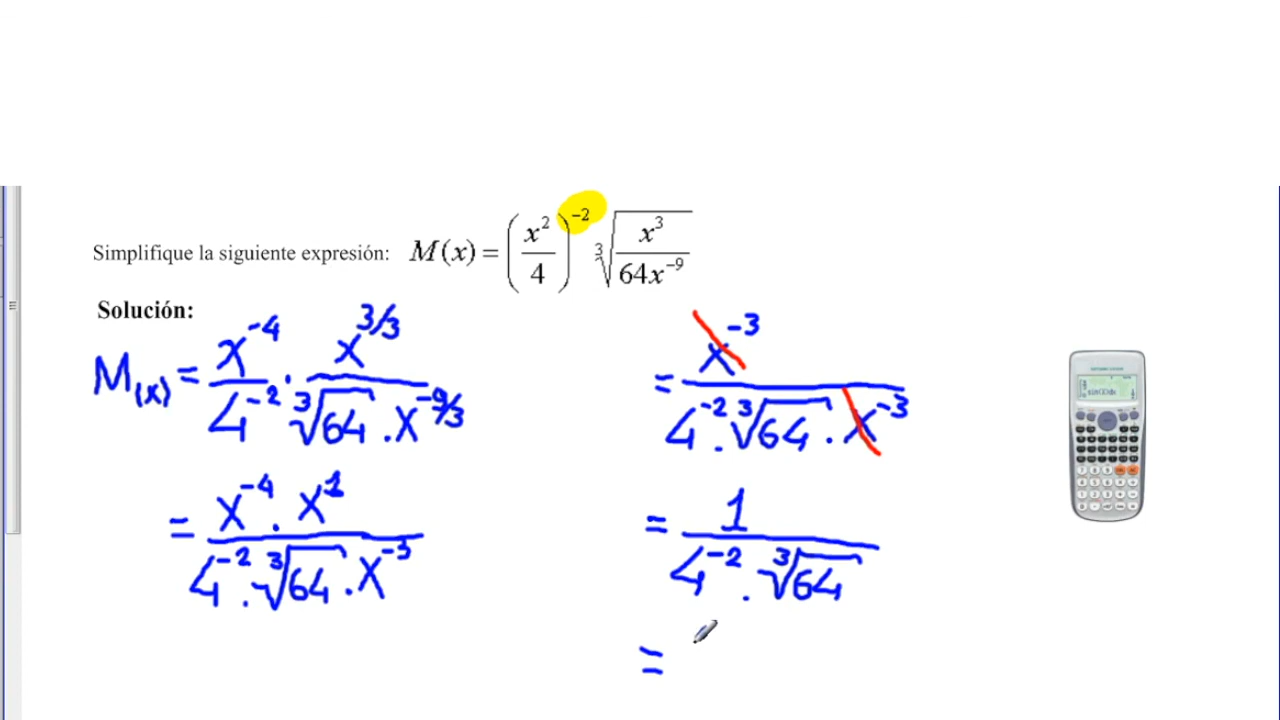 Simplifique la siguiente expresión: M(x) = (x²/4)⁻² ∛(x³/(64x⁻⁹))
Solución:
M(x) = x⁻⁴/4⁻² · x^(3/3)/(∛64 · x^(-9/3))
= (x⁻⁴ · x¹)/(4⁻² · ∛64 · x⁻³)
= x⁻³/(4⁻² · ∛64 · x⁻³)
= 1/(4⁻² · ∛64)
=